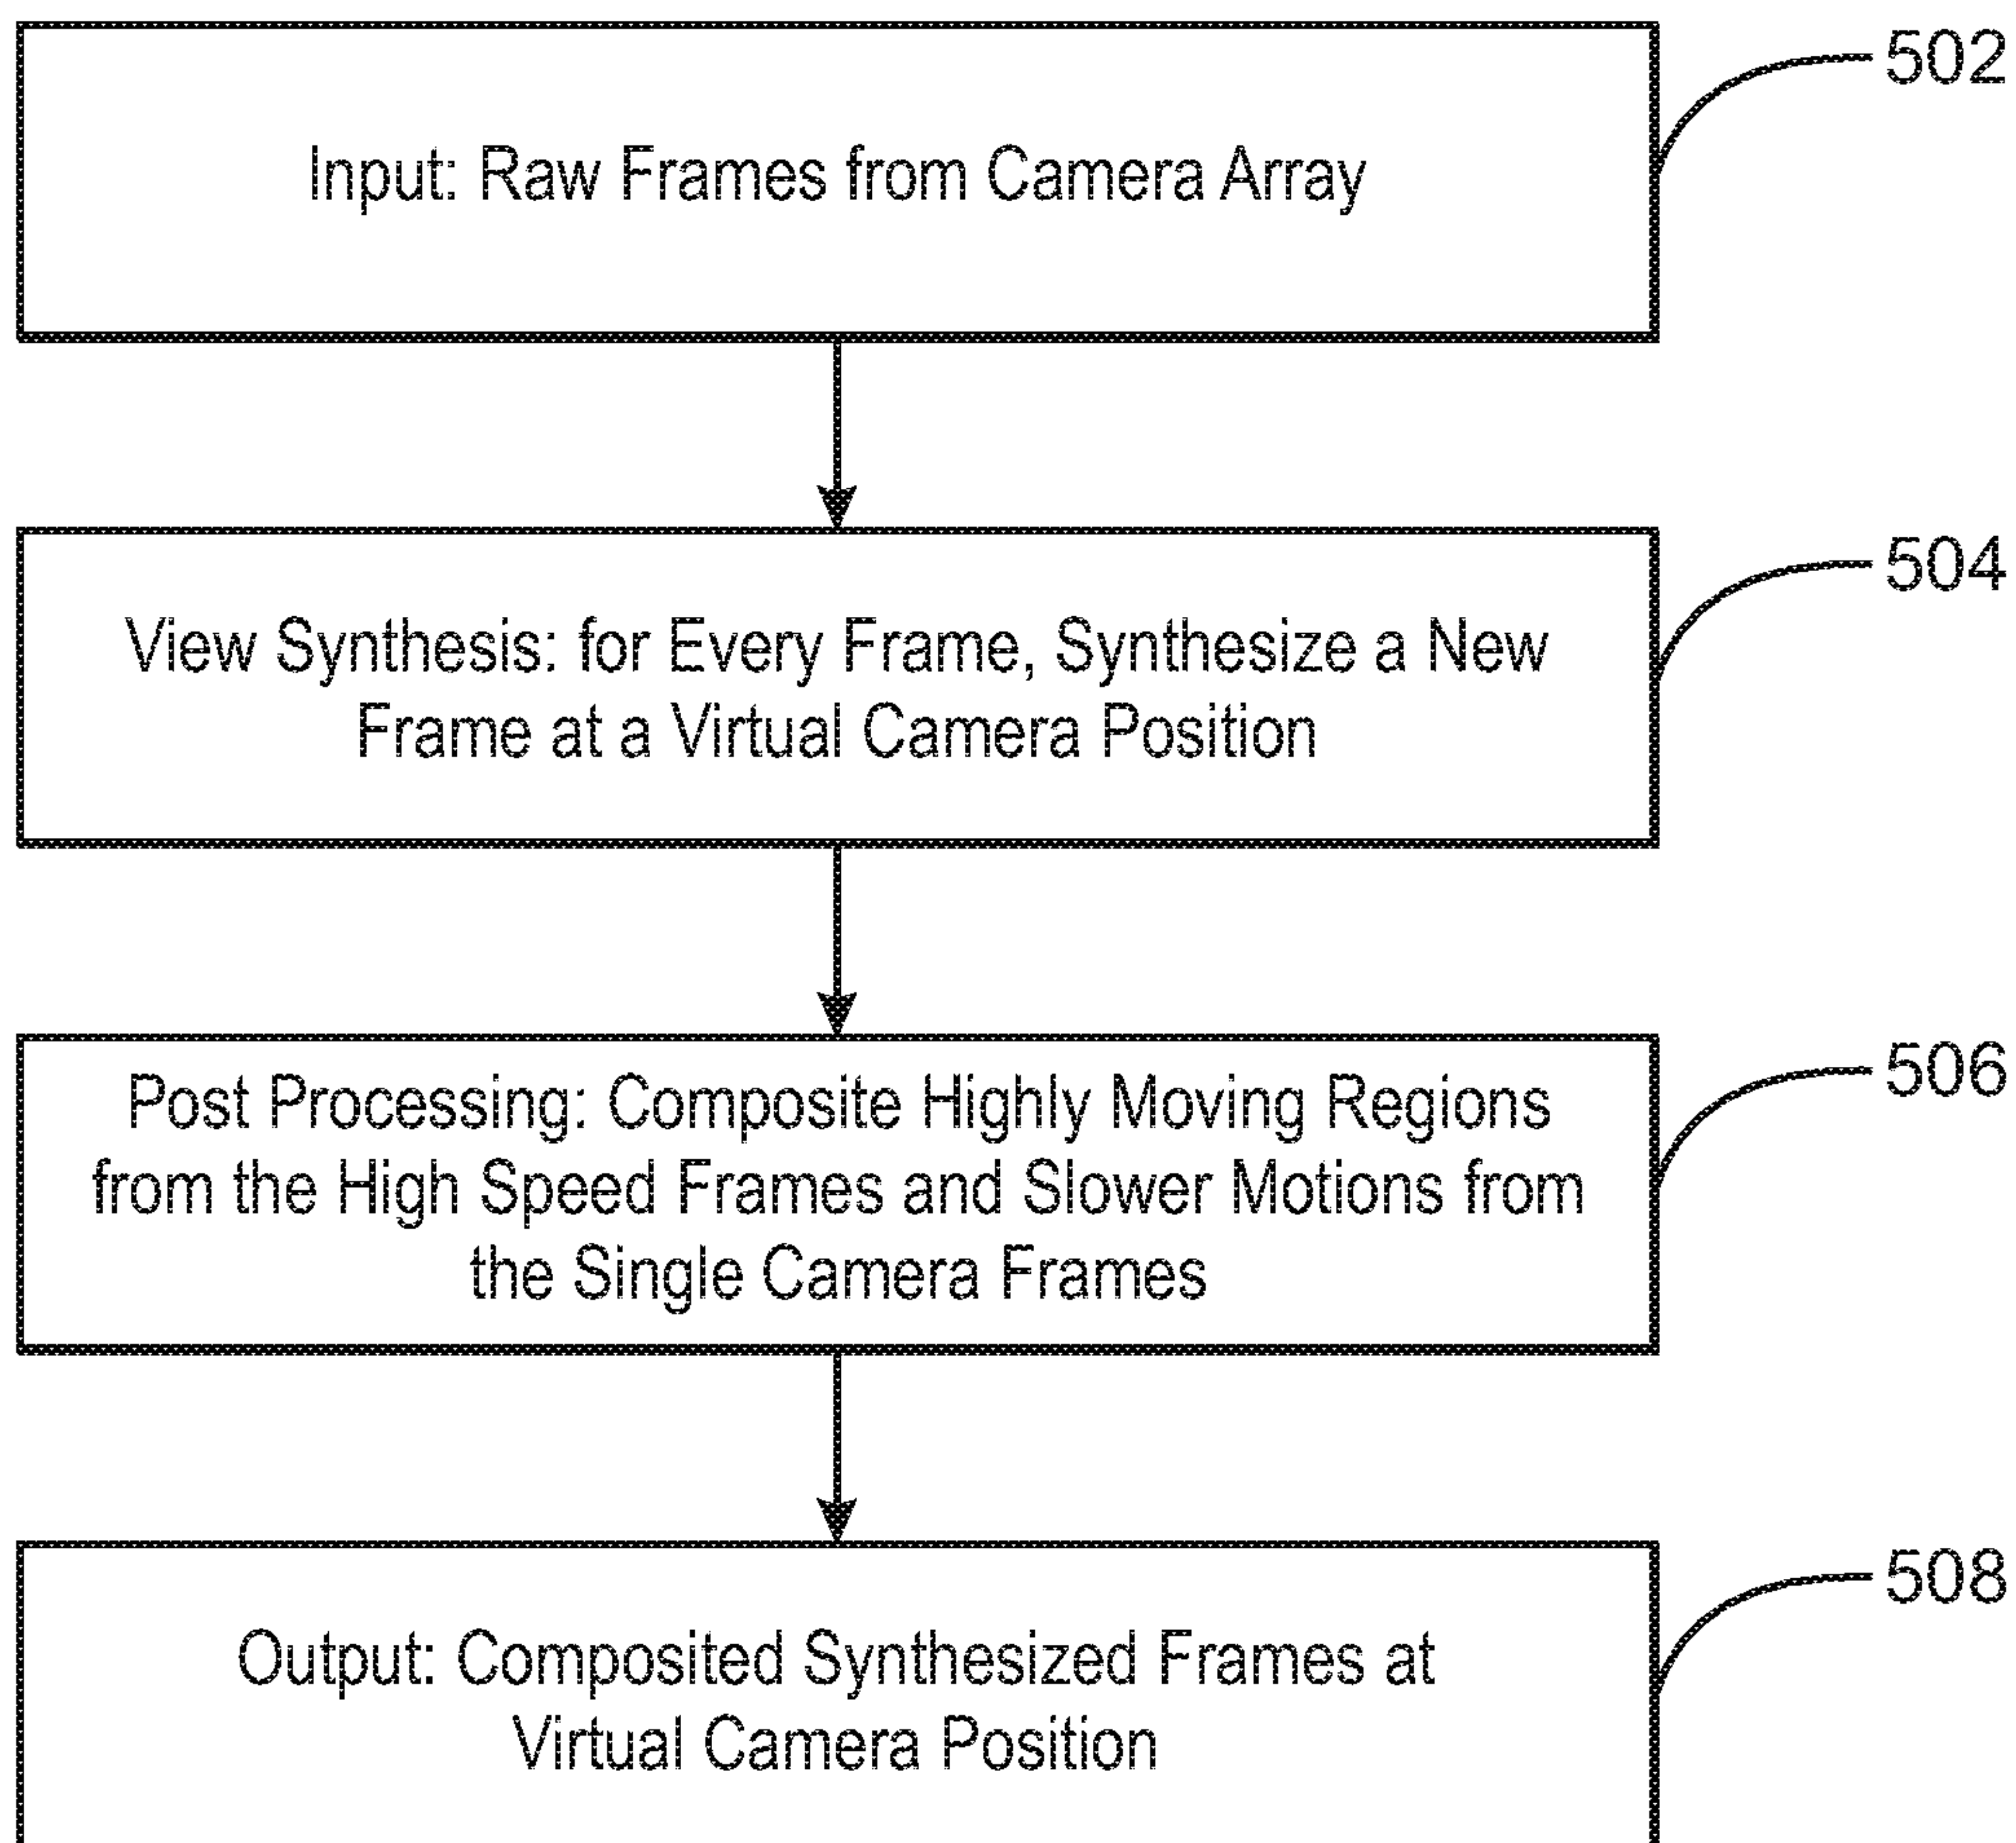 502
Input: Raw Frames from Camera Array
504
View Synthesis: for Every Frame, Synthesize a New
Frame at a Virtual Camera Position
506
Post Processing: Composite Highly Moving Regions
from the High Speed Frames and Slower Motions from
the Single Camera Frames
508
Output: Composited Synthesized Frames at
Virtual Camera Position